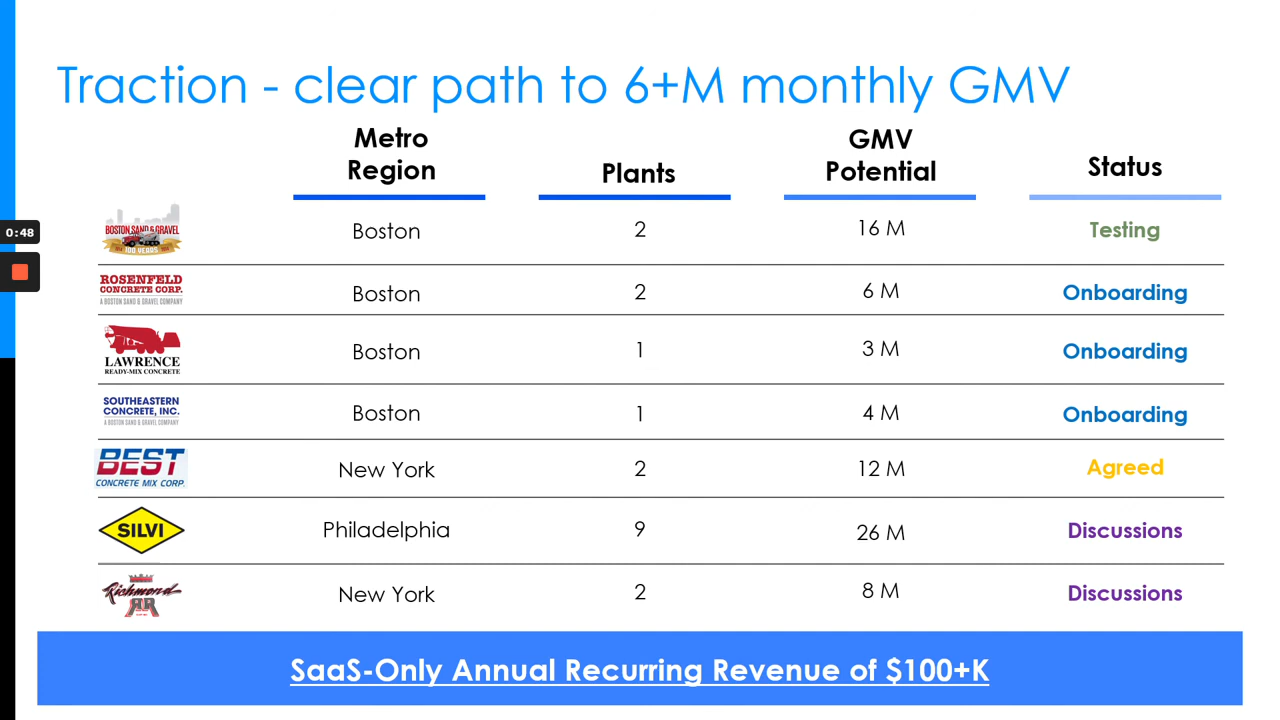 Traction - clear path to 6+M monthly GMV
Metro
Region
Plants
GMV
Potential
Status
0:48
BOSTON SAND & GRAVEL
100 YEARS
Boston
2
16 M
Testing
ROSENFELD
CONCRETE CORP.
A BOSTON SAND & GRAVEL COMPANY
Boston
2
6 M
Onboarding
LAWRENCE
READY-MIX CONCRETE
Boston
1
3 M
Onboarding
SOUTHEASTERN
CONCRETE, INC.
A BOSTON SAND & GRAVEL COMPANY
Boston
1
4 M
Onboarding
BEST
CONCRETE MIX CORP.
New York
2
12 M
Agreed
SILVI
Philadelphia
9
26 M
Discussions
Richmond
RR
New York
2
8 M
Discussions
SaaS-Only Annual Recurring Revenue of $100+K